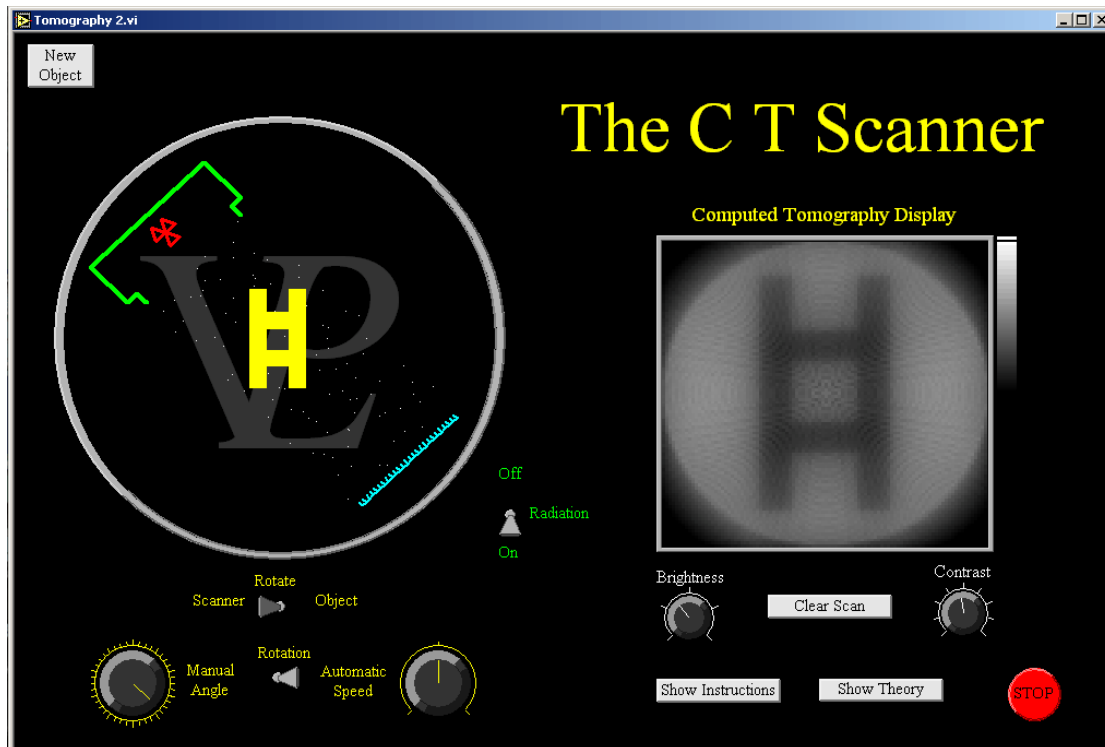 Tomography 2.vi
New
Object
The C T Scanner
Computed Tomography Display
VPL
Off
Radiation
On
Rotate
Scanner
Object
Brightness
Contrast
Clear Scan
Rotation
Manual
Angle
Automatic
Speed
Show Instructions
Show Theory
STOP